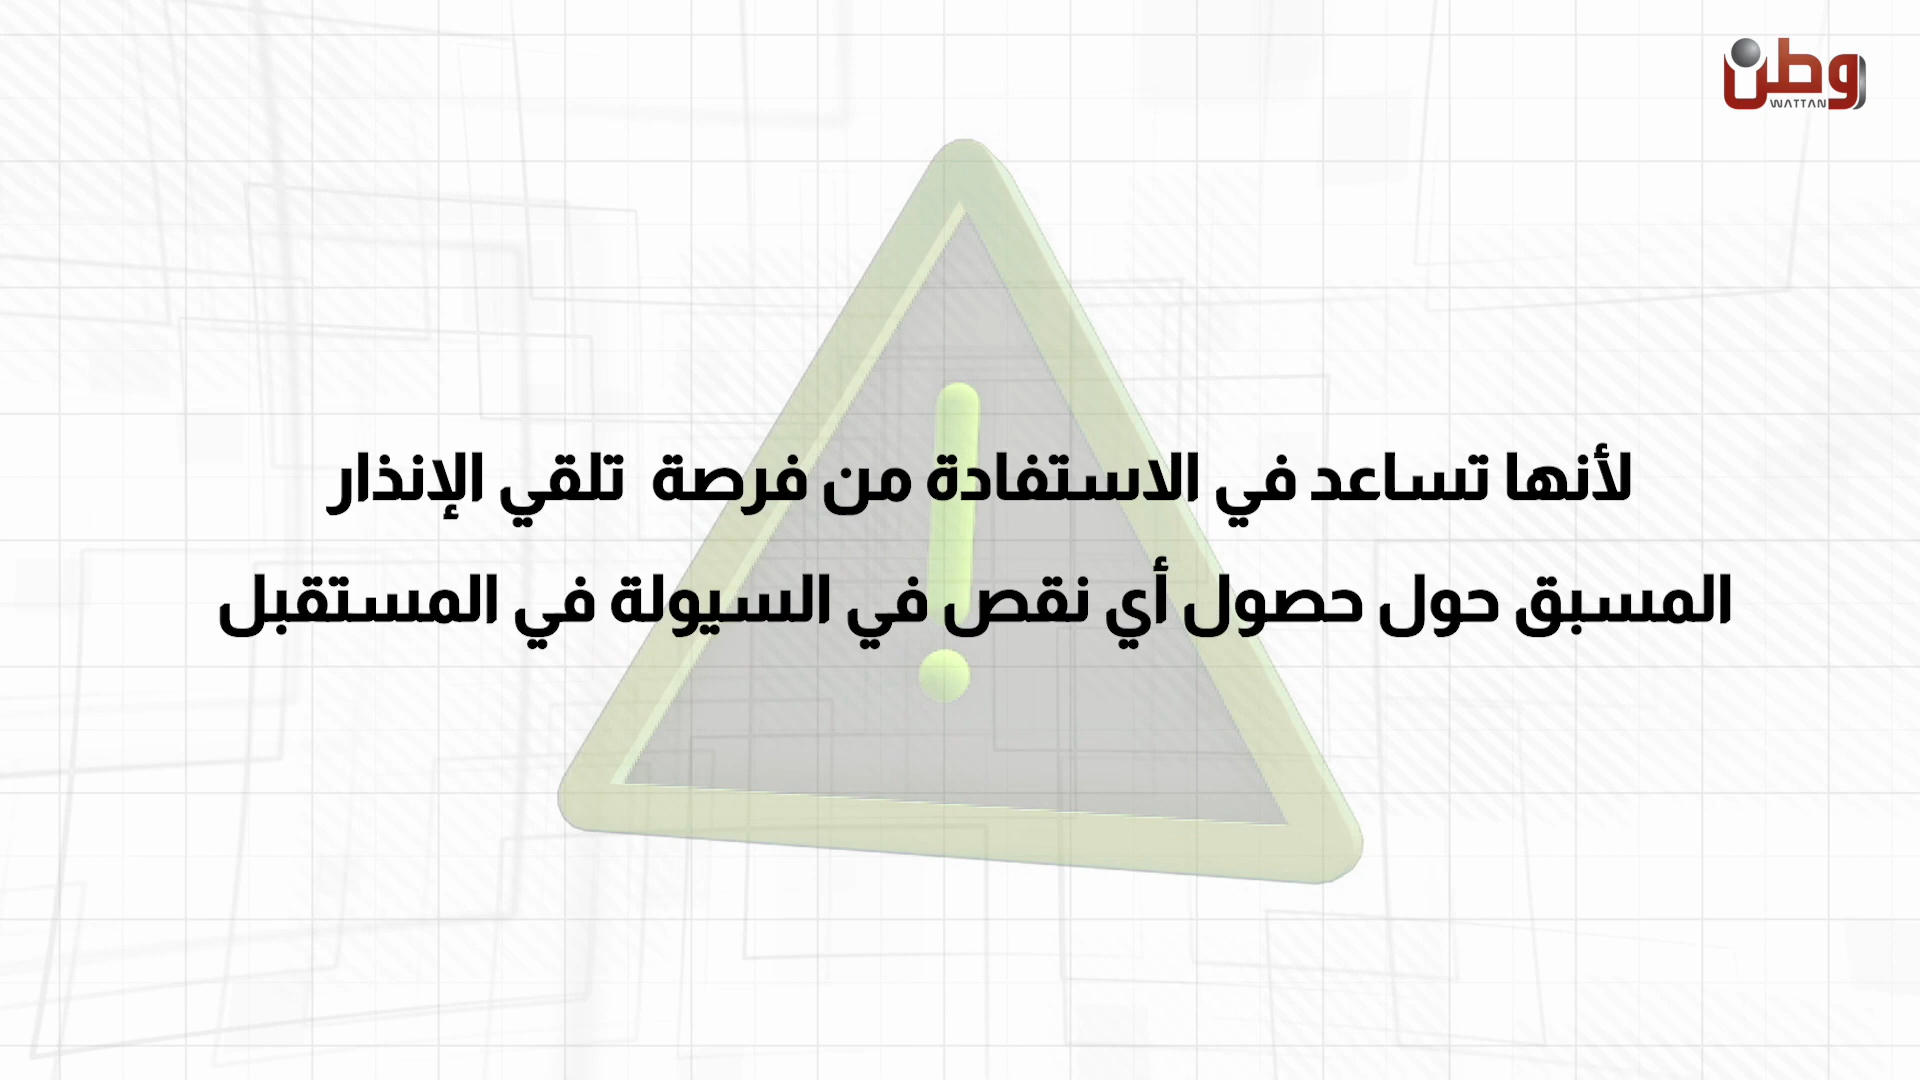 وطن
WATTAN
لأنها تساعد في الاستفادة من فرصة تلقي الإنذار
المسبق حول حصول أي نقص في السيولة في المستقبل